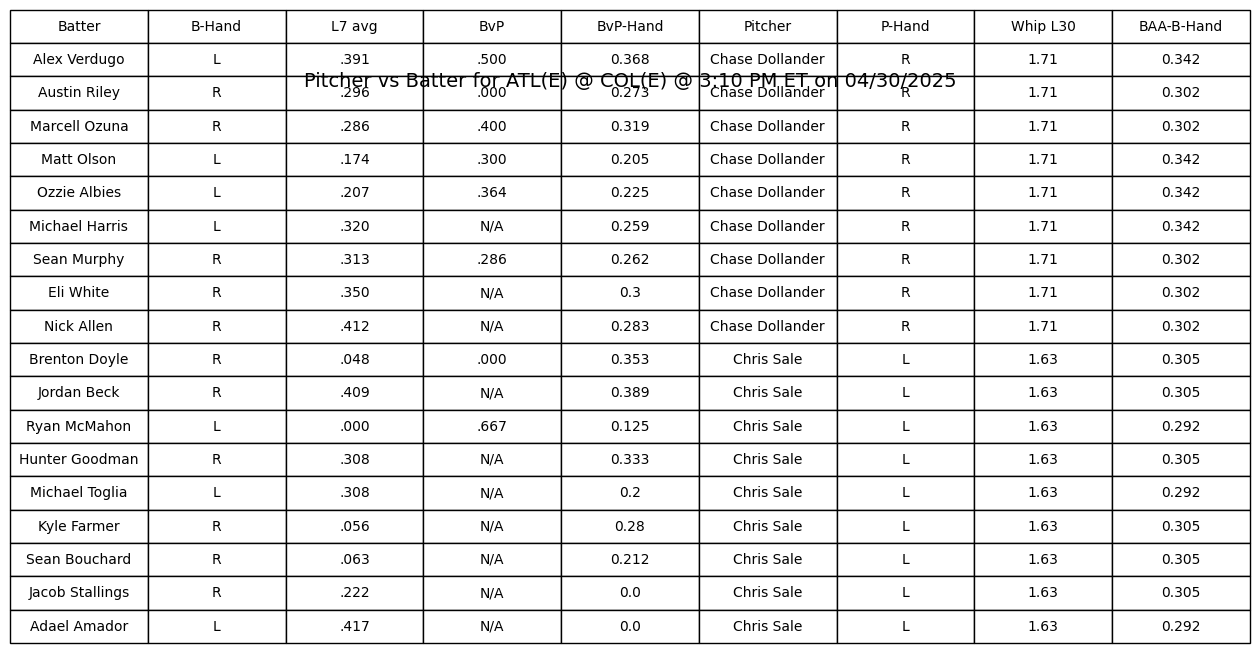 Batter B-Hand L7 avg BvP BvP-Hand Pitcher P-Hand Whip L30 BAA-B-Hand
Alex Verdugo L .391 .500 0.368 Chase Dollander R 1.71 0.342
Pitcher vs Batter for ATL(E) @ COL(E) @ 3:10 PM ET on 04/30/2025
Austin Riley R .296 .000 0.273 Chase Dollander R 1.71 0.302
Marcell Ozuna R .286 .400 0.319 Chase Dollander R 1.71 0.302
Matt Olson L .174 .300 0.205 Chase Dollander R 1.71 0.342
Ozzie Albies L .207 .364 0.225 Chase Dollander R 1.71 0.342
Michael Harris L .320 N/A 0.259 Chase Dollander R 1.71 0.342
Sean Murphy R .313 .286 0.262 Chase Dollander R 1.71 0.302
Eli White R .350 N/A 0.3 Chase Dollander R 1.71 0.302
Nick Allen R .412 N/A 0.283 Chase Dollander R 1.71 0.302
Brenton Doyle R .048 .000 0.353 Chris Sale L 1.63 0.305
Jordan Beck R .409 N/A 0.389 Chris Sale L 1.63 0.305
Ryan McMahon L .000 .667 0.125 Chris Sale L 1.63 0.292
Hunter Goodman R .308 N/A 0.333 Chris Sale L 1.63 0.305
Michael Toglia L .308 N/A 0.2 Chris Sale L 1.63 0.292
Kyle Farmer R .056 N/A 0.28 Chris Sale L 1.63 0.305
Sean Bouchard R .063 N/A 0.212 Chris Sale L 1.63 0.305
Jacob Stallings R .222 N/A 0.0 Chris Sale L 1.63 0.305
Adael Amador L .417 N/A 0.0 Chris Sale L 1.63 0.292